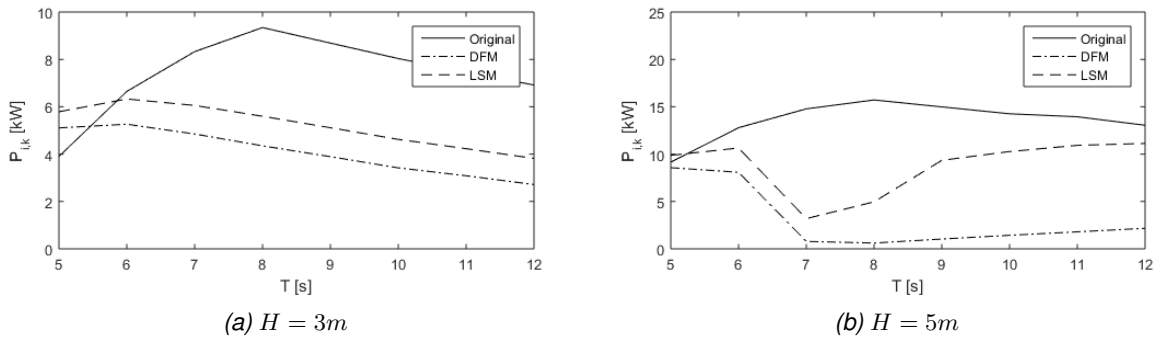 10
8
6
4
2
0
P i,k [kW]
Original
DFM
LSM
5 6 7 8 9 10 11 12
T [s]
(a) H = 3m
25
20
15
10
5
0
P i,k [kW]
Original
DFM
LSM
5 6 7 8 9 10 11 12
T [s]
(b) H = 5m